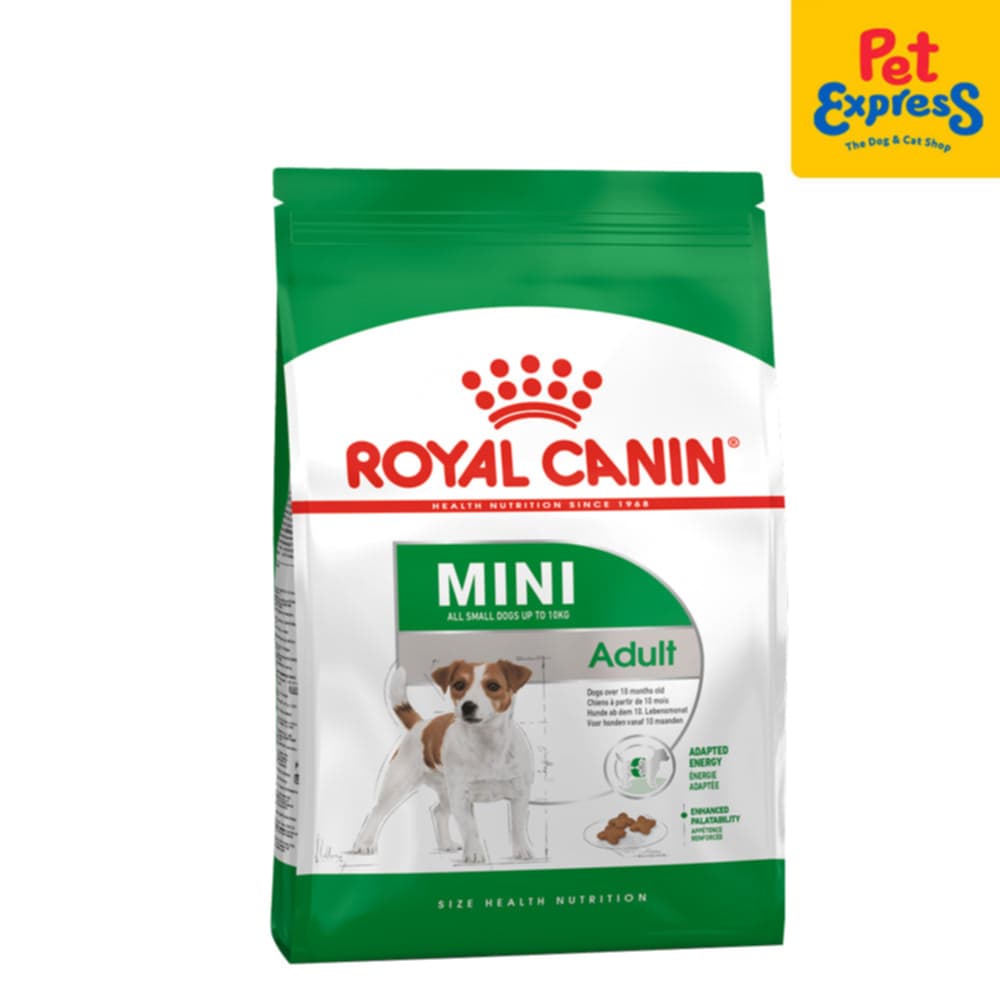 Pet
Express
The Dog & Cat Shop
ROYAL CANIN®
HEALTH NUTRITION SINCE 1968
MINI
ALL SMALL DOGS UP TO 10KG
Adult
Dogs over 10 months old
Chiens à partir de 10 mois
Hunde ab dem 10. Lebensmonat
Voor honden vanaf 10 maanden
ADAPTED
ENERGY
ÉNERGIE
ADAPTÉE
ENHANCED
PALATABILITY
APPÉTENCE
RENFORCÉE
SIZE HEALTH NUTRITION